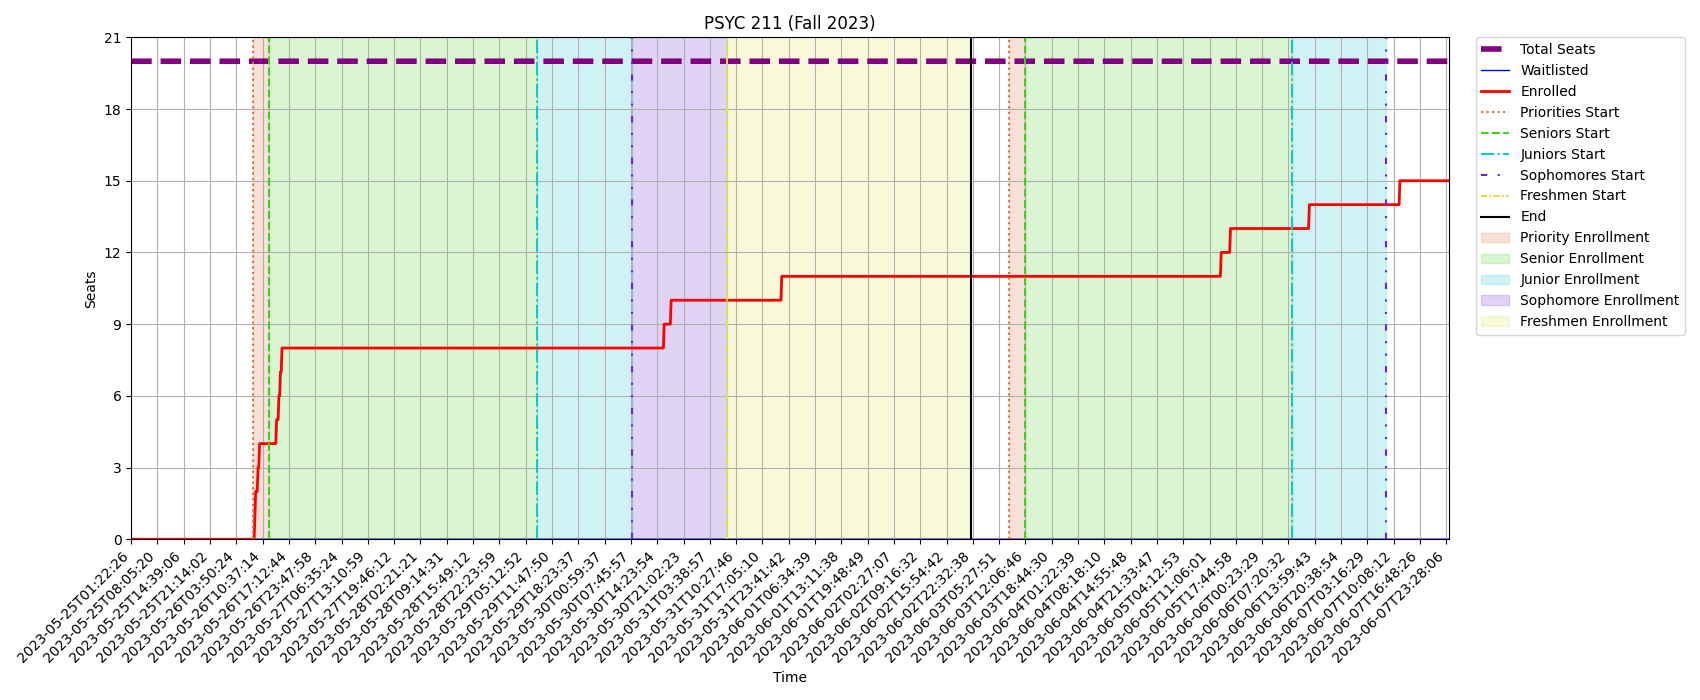 PSYC 211 (Fall 2023)
Seats
21
18
15
12
9
6
3
0
2023-05-25T01:22:26
2023-05-25T08:05:20
2023-05-25T14:39:06
2023-05-25T21:14:02
2023-05-26T03:50:24
2023-05-26T10:37:14
2023-05-26T17:12:44
2023-05-26T23:47:58
2023-05-27T06:35:24
2023-05-27T13:10:59
2023-05-27T19:46:12
2023-05-28T02:21:21
2023-05-28T09:14:31
2023-05-28T15:49:12
2023-05-28T22:23:59
2023-05-29T05:12:52
2023-05-29T11:47:50
2023-05-29T18:23:37
2023-05-30T00:59:37
2023-05-30T07:45:57
2023-05-30T14:23:54
2023-05-30T21:02:23
2023-05-31T03:38:57
2023-05-31T10:27:46
2023-05-31T17:05:10
2023-05-31T23:41:42
2023-06-01T06:34:39
2023-06-01T13:11:38
2023-06-01T19:48:49
2023-06-02T02:27:07
2023-06-02T09:16:32
2023-06-02T15:54:42
2023-06-02T22:32:38
2023-06-03T05:27:51
2023-06-03T12:06:46
2023-06-03T18:44:30
2023-06-04T01:22:39
2023-06-04T08:18:10
2023-06-04T14:55:48
2023-06-04T21:33:47
2023-06-05T04:12:53
2023-06-05T11:06:01
2023-06-05T17:44:58
2023-06-06T00:23:29
2023-06-06T07:20:32
2023-06-06T13:59:43
2023-06-06T20:38:54
2023-06-07T03:16:29
2023-06-07T10:08:12
2023-06-07T16:48:26
2023-06-07T23:28:06
Time
Total Seats
Waitlisted
Enrolled
Priorities Start
Seniors Start
Juniors Start
Sophomores Start
Freshmen Start
End
Priority Enrollment
Senior Enrollment
Junior Enrollment
Sophomore Enrollment
Freshmen Enrollment